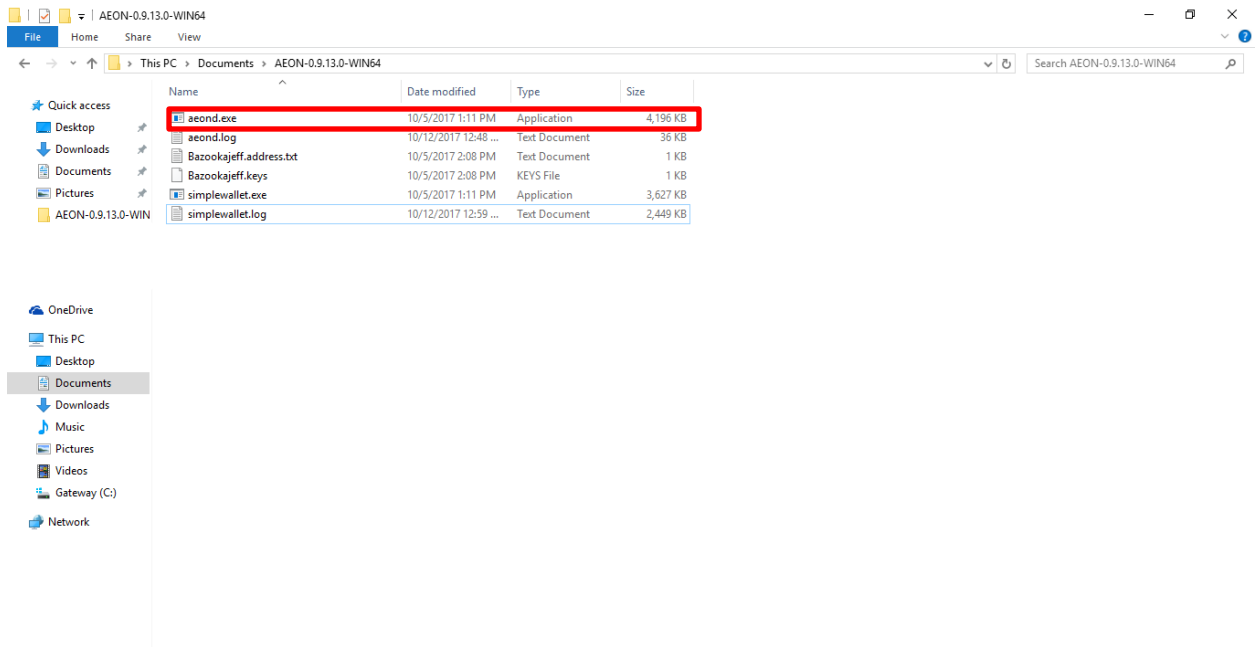 AEON-0.9.13.0-WIN64
File Home Share View
This PC Documents AEON-0.9.13.0-WIN64 Search AEON-0.9.13.0-WIN64
Name Date modified Type Size
Quick access
Desktop
Downloads
Documents
Pictures
AEON-0.9.13.0-WIN
aeond.exe 10/5/2017 1:11 PM Application 4,196 KB
aeond.log 10/12/2017 12:48 ... Text Document 36 KB
Bazookajeff.address.txt 10/5/2017 2:08 PM Text Document 1 KB
Bazookajeff.keys 10/5/2017 2:08 PM KEYS File 1 KB
simplewallet.exe 10/5/2017 1:11 PM Application 3,627 KB
simplewallet.log 10/12/2017 12:59 ... Text Document 2,449 KB
OneDrive
This PC
Desktop
Documents
Downloads
Music
Pictures
Videos
Gateway (C:)
Network